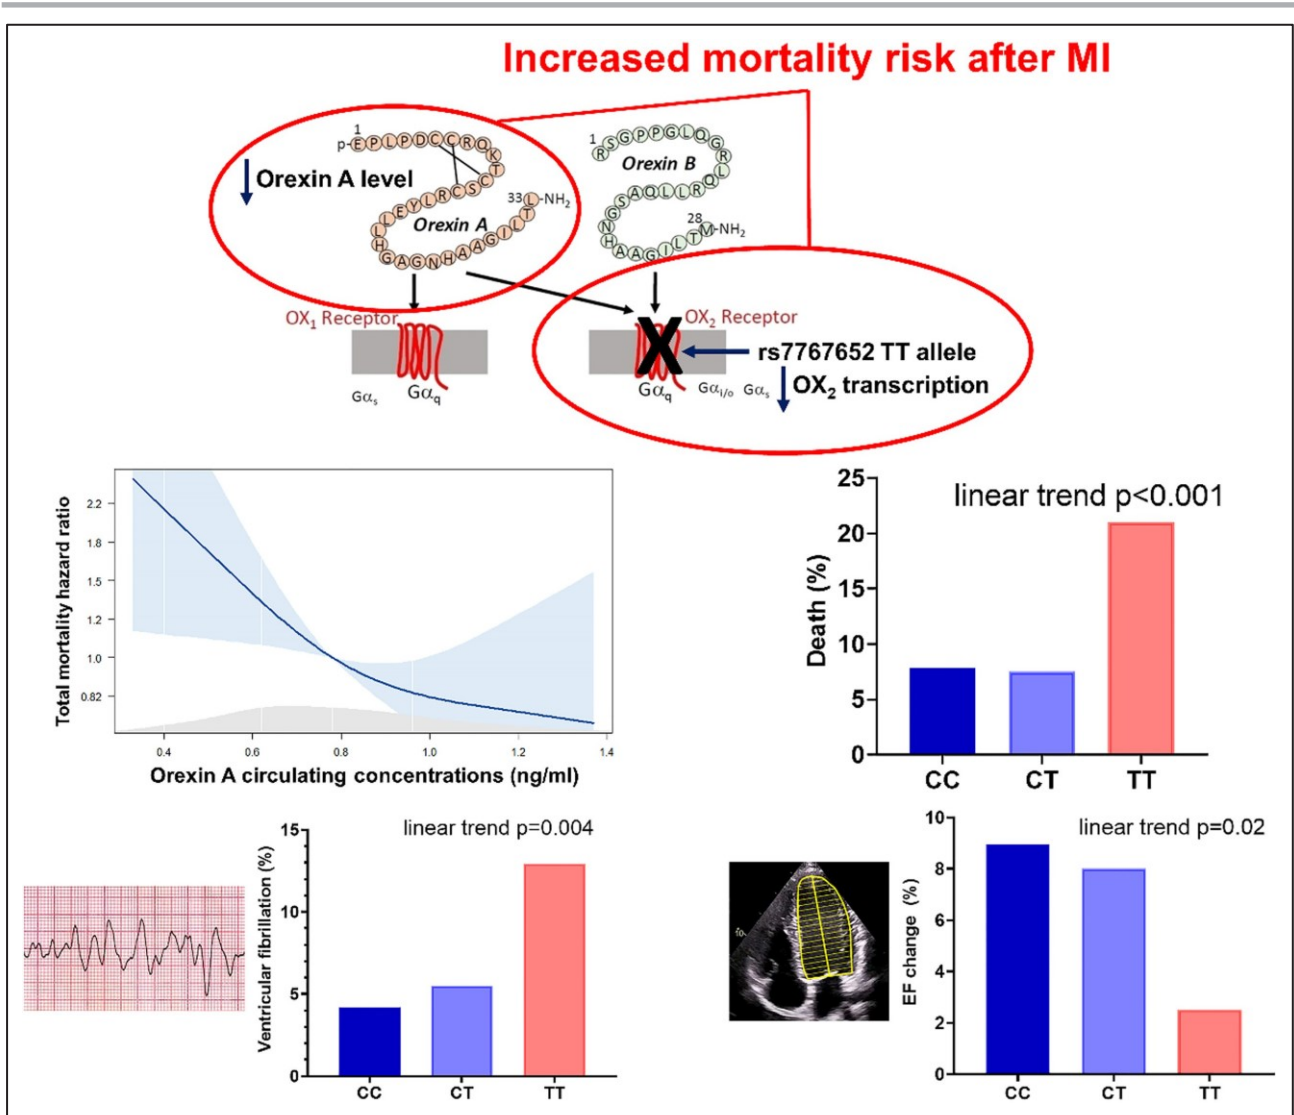 Increased mortality risk after MI
1
p-EPLPDCCRQKTCSCRLYELLHGAGNHAAGILTL-NH2
33
Orexin A level
Orexin A
1
RSGPPGLQGRLQRLLQASGNHAAGILTM-NH2
28
Orexin B
OX1 Receptor
Gαs
Gαq
OX2 Receptor
rs7767652 TT allele
OX2 transcription
X
Gαq
Gαi/o
Gαs
Total mortality hazard ratio
2.2
1.8
1.5
1.2
1.0
0.82
0.4 0.6 0.8 1.0 1.2 1.4
Orexin A circulating concentrations (ng/ml)
linear trend p<0.001
Death (%)
25
20
15
10
5
0
CC CT TT
linear trend p=0.004
Ventricular fibrillation (%)
15
10
5
0
CC CT TT
linear trend p=0.02
EF change (%)
10
8
6
4
2
0
CC CT TT